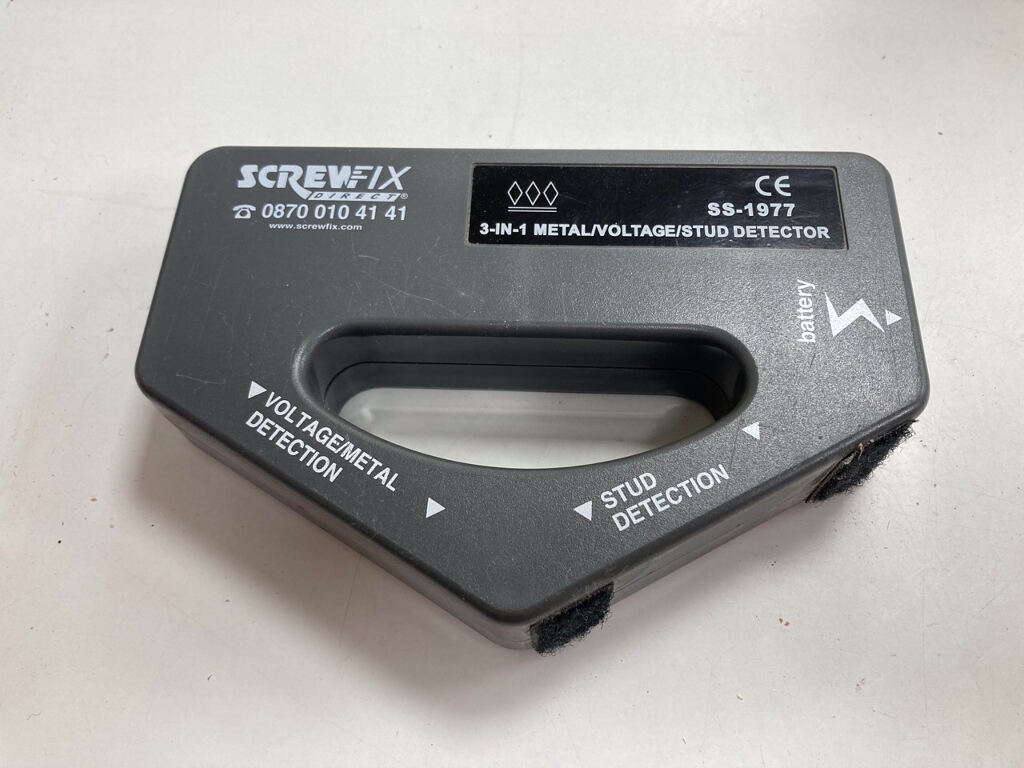 SCREWFIX
DIRECT®
☎ 0870 010 41 41
www.screwfix.com
CE
SS-1977
3-IN-1 METAL/VOLTAGE/STUD DETECTOR
battery
VOLTAGE/METAL
DETECTION
STUD
DETECTION